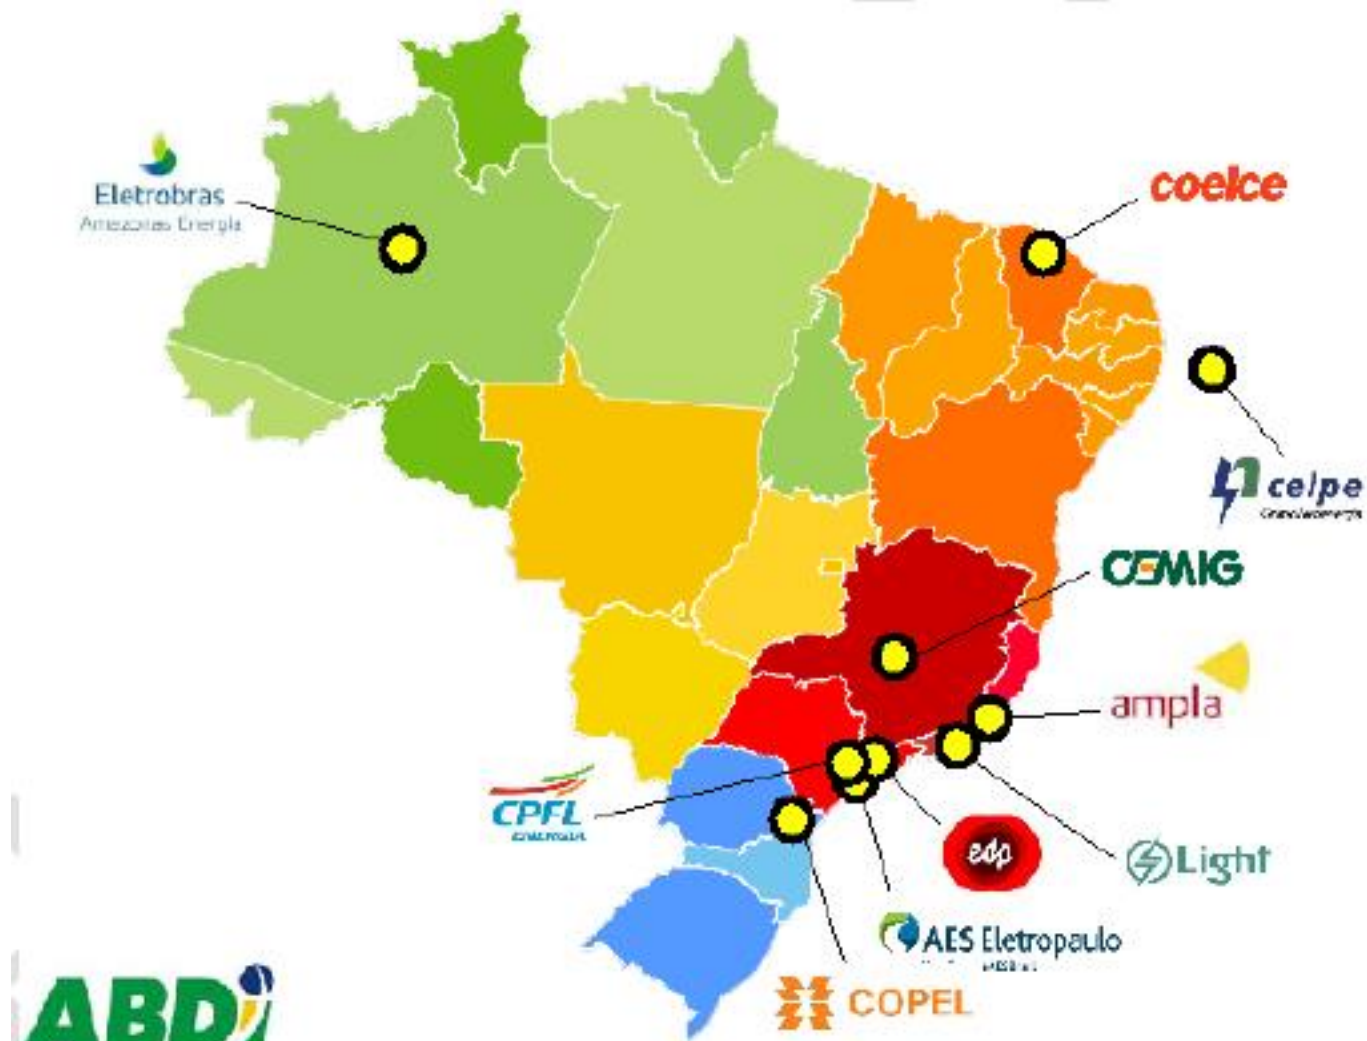 Eletrobras
Amazonas Energia
coelce
celpe
CEMIG
ampla
CPFL
edp
Light
AES Eletropaulo
COPEL
ABDi